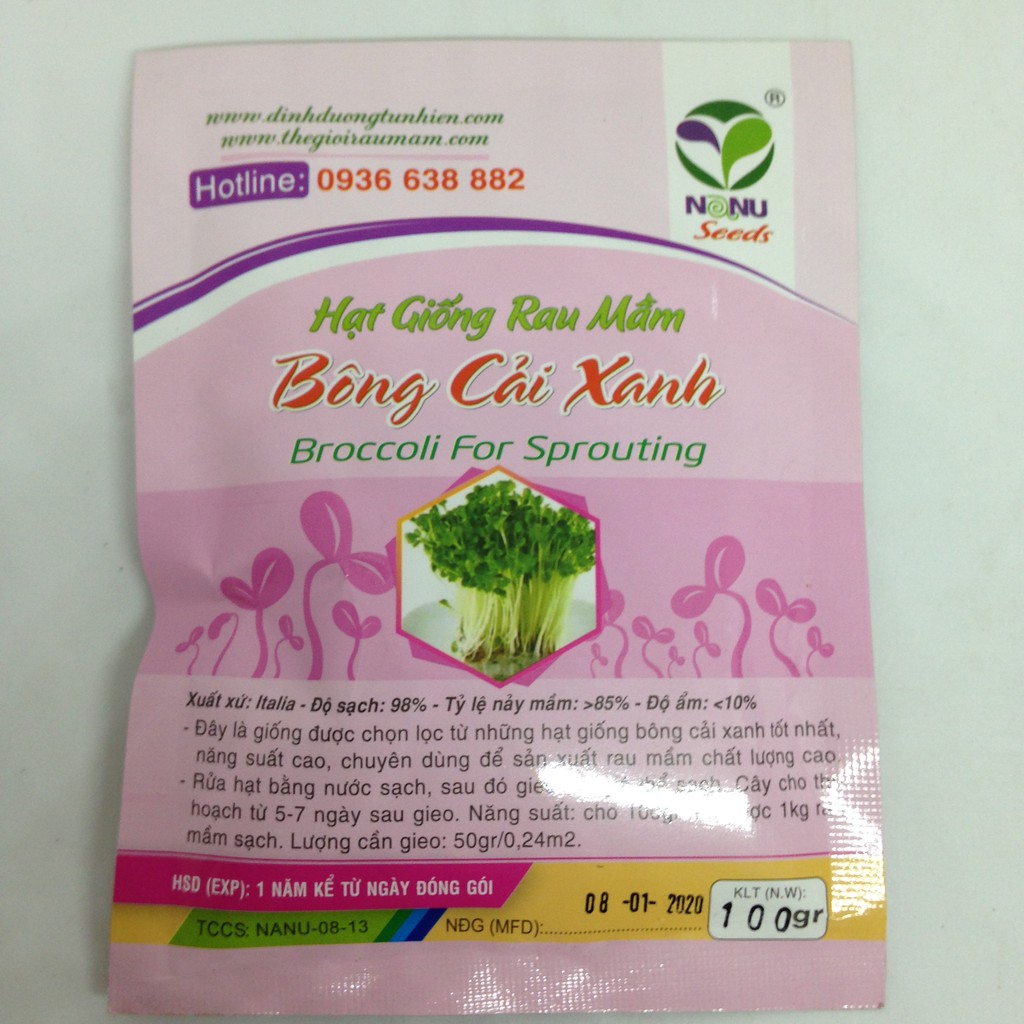 www.dinhduongtunhien.com
www.thegioiraumam.com
Hotline: 0936 638 882
®
NANU
Seeds
Hạt Giống Rau Mầm
Bông Cải Xanh
Broccoli For Sprouting
Xuất xứ: Italia - Độ sạch: 98% - Tỷ lệ nảy mầm: >85% - Độ ẩm: <10%
- Đây là giống được chọn lọc từ những hạt giống bông cải xanh tốt nhất,
năng suất cao, chuyên dùng để sản xuất rau mầm chất lượng cao.
- Rửa hạt bằng nước sạch, sau đó sạch. Cây cho
hoạch từ 5-7 ngày sau gieo. Năng suất: cho 1kg
mầm sạch. Lượng cần gieo: 50gr/0,24m2.
HSD (EXP): 1 NĂM KỂ TỪ NGÀY ĐÓNG GÓI
TCCS: NANU-08-13
NĐG (MFD):
08 -01- 2020
KLT (N.W):
100gr